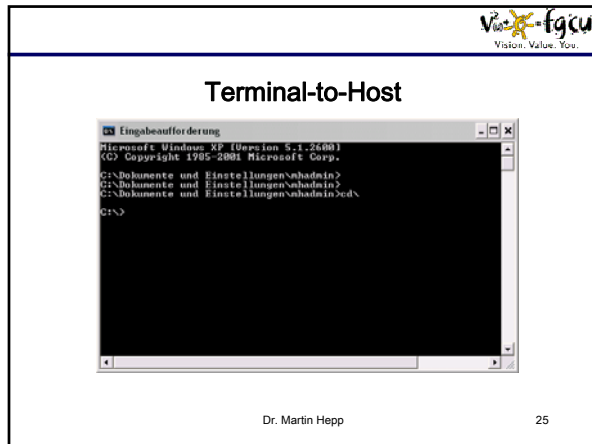 fgcu
Vision. Value. You.
Terminal-to-Host
Eingabeaufforderung
Microsoft Windows XP [Version 5.1.2600]
(C) Copyright 1985-2001 Microsoft Corp.
C:\Dokumente und Einstellungen\mhadmin>
C:\Dokumente und Einstellungen\mhadmin>
C:\Dokumente und Einstellungen\mhadmin>cd\
C:\>
Dr. Martin Hepp
25